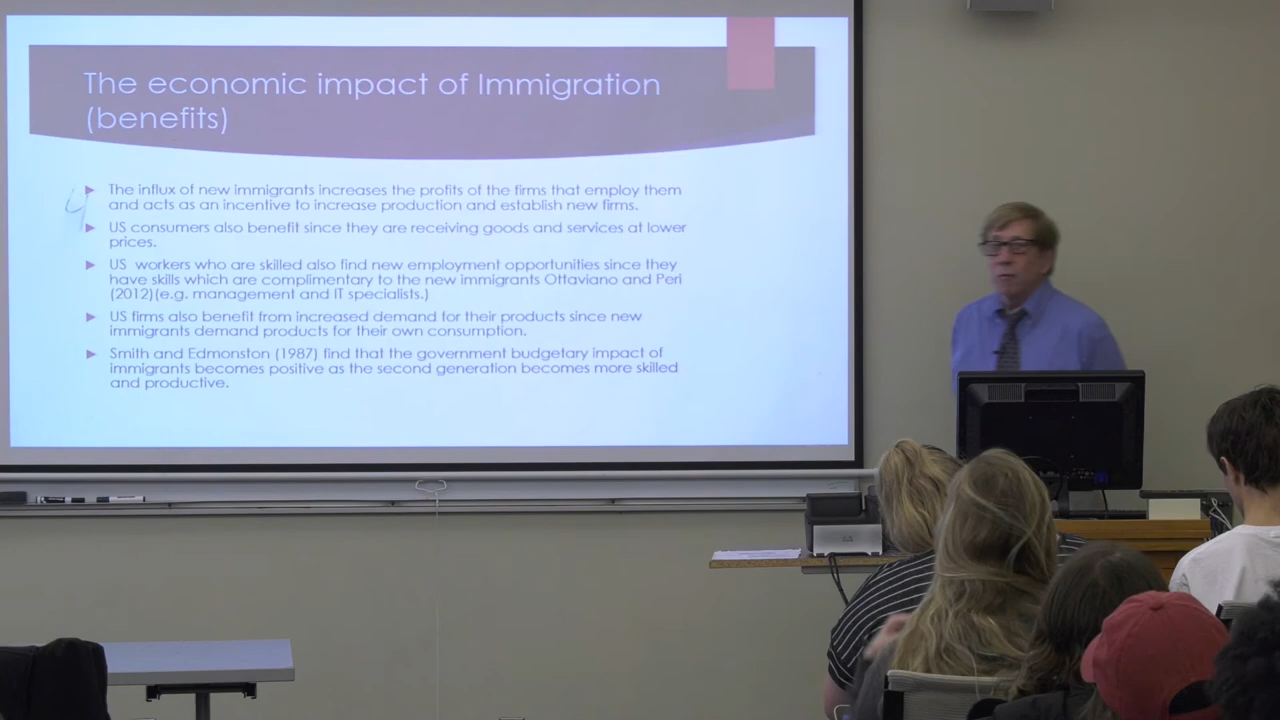 The economic impact of Immigration
(benefits)
4
The influx of new immigrants increases the profits of the firms that employ them
and acts as an incentive to increase production and establish new firms.
US consumers also benefit since they are receiving goods and services at lower
prices.
US workers who are skilled also find new employment opportunities since they
have skills which are complimentary to the new immigrants Ottaviano and Peri
(2012)(e.g. management and IT specialists.)
US firms also benefit from increased demand for their products since new
immigrants demand products for their own consumption.
Smith and Edmonston (1987) find that the government budgetary impact of
immigrants becomes positive as the second generation becomes more skilled
and productive.